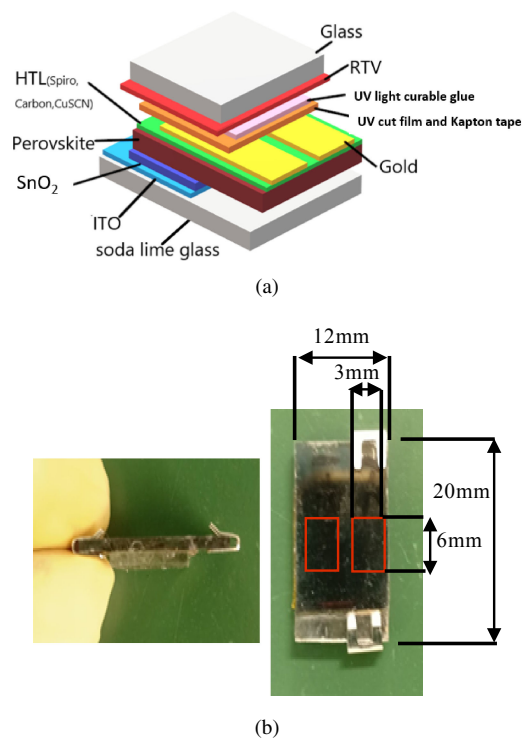 Glass
RTV
HTL(Spiro,
Carbon,CuSCN)
UV light curable glue
UV cut film and Kapton tape
Perovskite
Gold
SnO2
ITO
soda lime glass
(a)
12mm
3mm
20mm
6mm
(b)